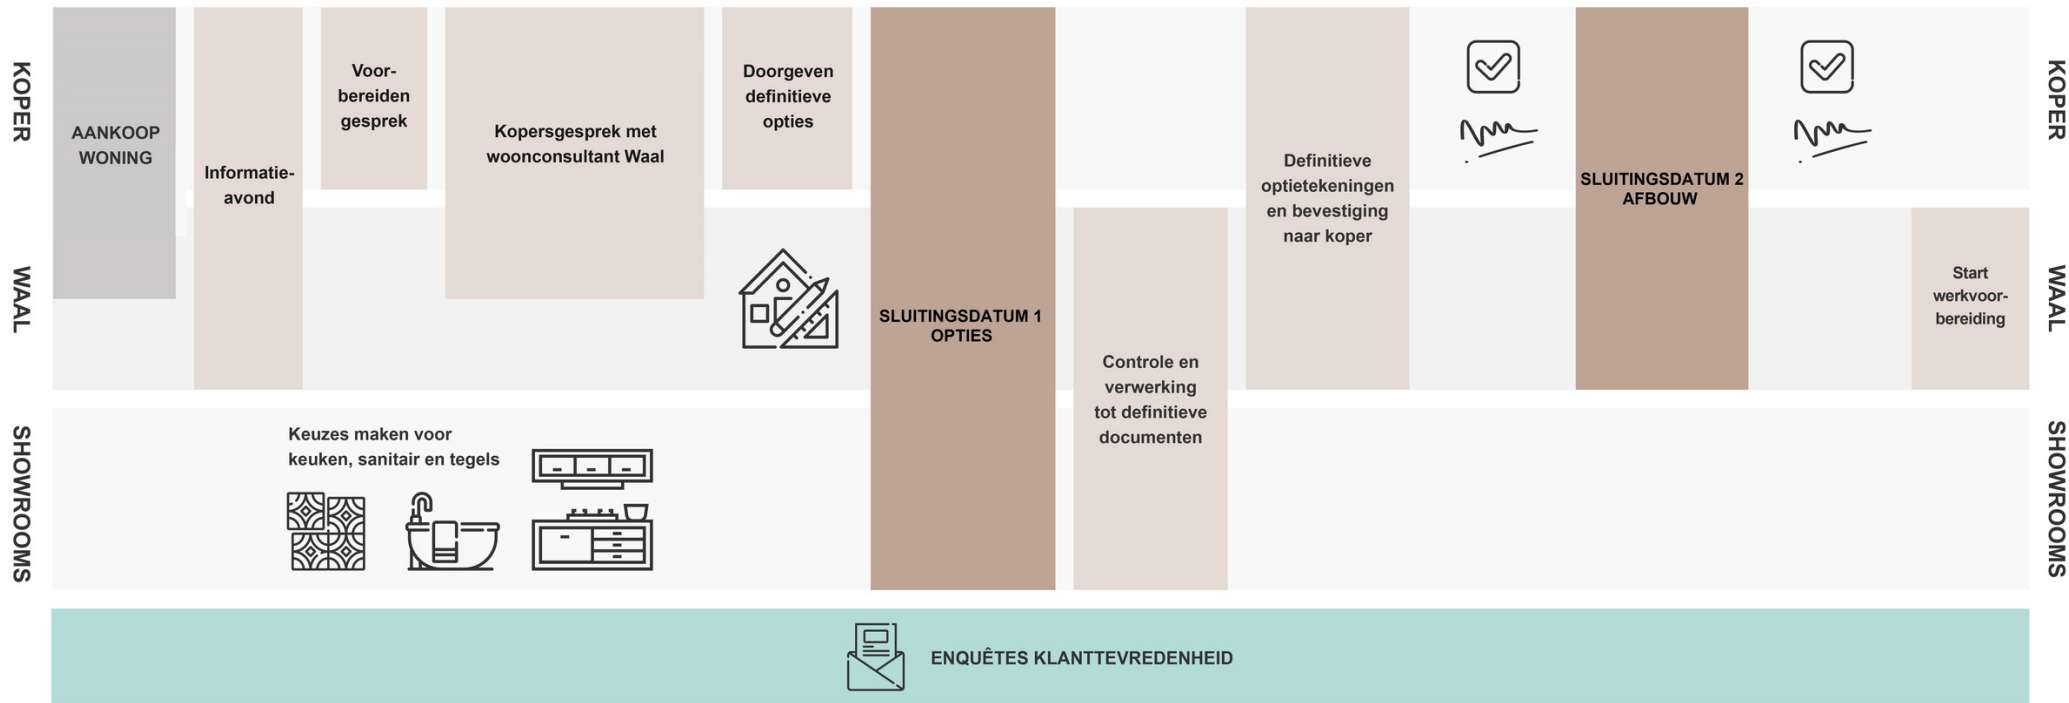 KOPER
WAAL
SHOWROOMS
AANKOOP
WONING
Informatie-
avond
Voor-
bereiden
gesprek
Kopersgesprek met
woonconsultant Waal
Doorgeven
definitieve
opties
Keuzes maken voor
keuken, sanitair en tegels
SLUITINGSDATUM 1
OPTIES
Controle en
verwerking
tot definitieve
documenten
Definitieve
optietekeningen
en bevestiging
naar koper
SLUITINGSDATUM 2
AFBOUW
Start
werkvoor-
bereiding
KOPER
WAAL
SHOWROOMS
ENQUÊTES KLANTTEVREDENHEID